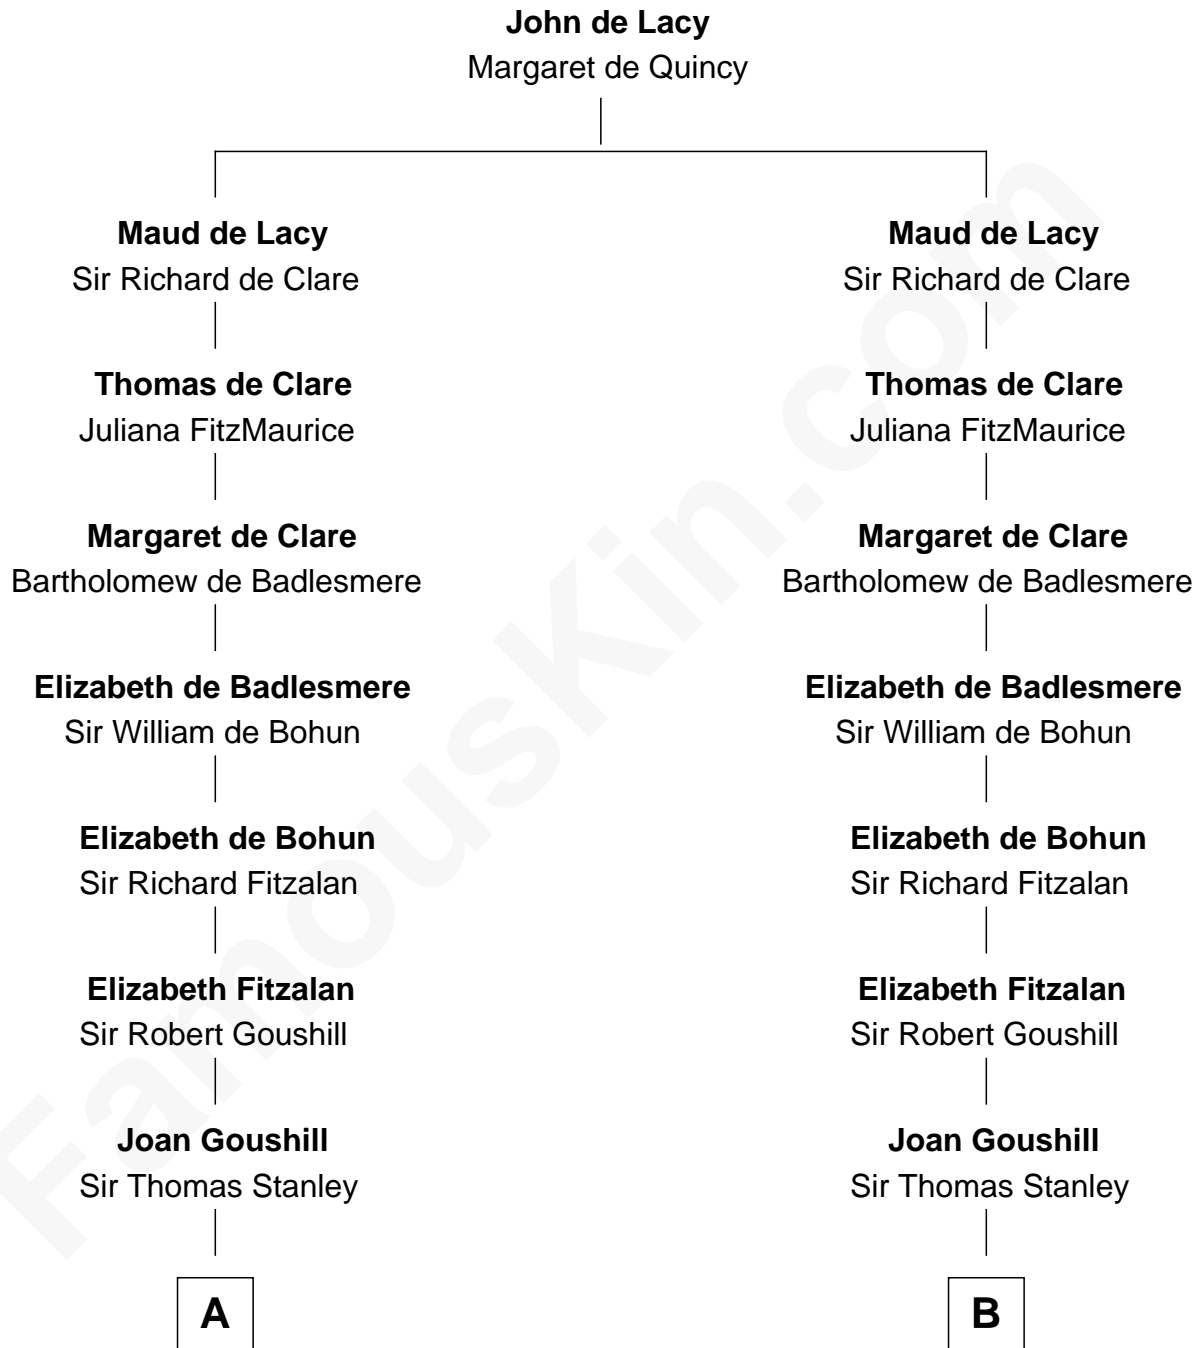 John de Lacy
Margaret de Quincy
Maud de Lacy
Sir Richard de Clare
Thomas de Clare
Juliana FitzMaurice
Margaret de Clare
Bartholomew de Badlesmere
Elizabeth de Badlesmere
Sir William de Bohun
Elizabeth de Bohun
Sir Richard Fitzalan
Elizabeth Fitzalan
Sir Robert Goushill
Joan Goushill
Sir Thomas Stanley
A
Maud de Lacy
Sir Richard de Clare
Thomas de Clare
Juliana FitzMaurice
Margaret de Clare
Bartholomew de Badlesmere
Elizabeth de Badlesmere
Sir William de Bohun
Elizabeth de Bohun
Sir Richard Fitzalan
Elizabeth Fitzalan
Sir Robert Goushill
Joan Goushill
Sir Thomas Stanley
B
FamousKin.com